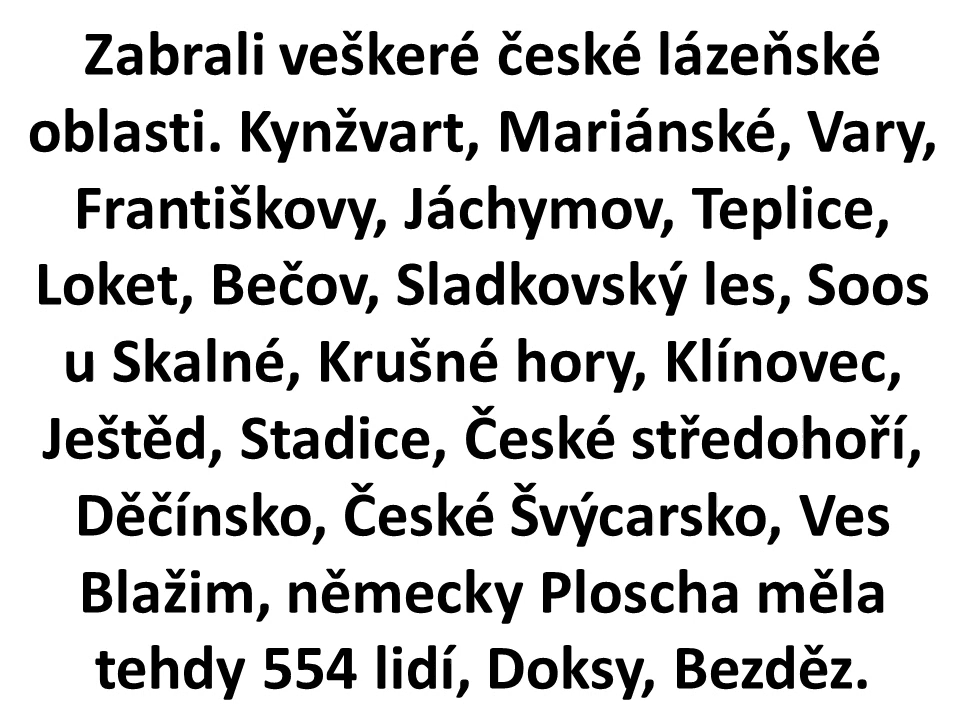 Zabrali veškeré české lázeňské
oblasti. Kynžvart, Mariánské, Vary,
Františkovy, Jáchymov, Teplice,
Loket, Bečov, Sladkovský les, Soos
u Skalné, Krušné hory, Klínovec,
Ještěd, Stadice, České středohoří,
Děčínsko, České Švýcarsko, Ves
Blažim, německy Ploscha měla
tehdy 554 lidí, Doksy, Bezděz.